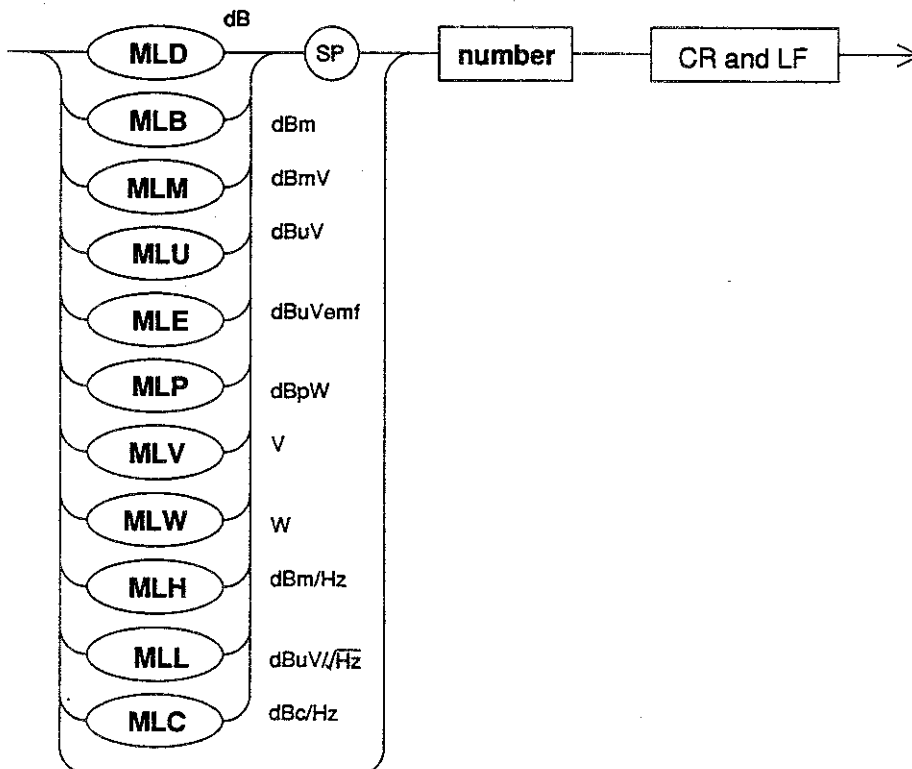 dB
MLD SP number CR and LF
MLB dBm
MLM dBmV
MLU dBuV
MLE dBuVemf
MLP dBpW
MLV V
MLW W
MLH dBm/Hz
MLL dBuV/√Hz
MLC dBc/Hz